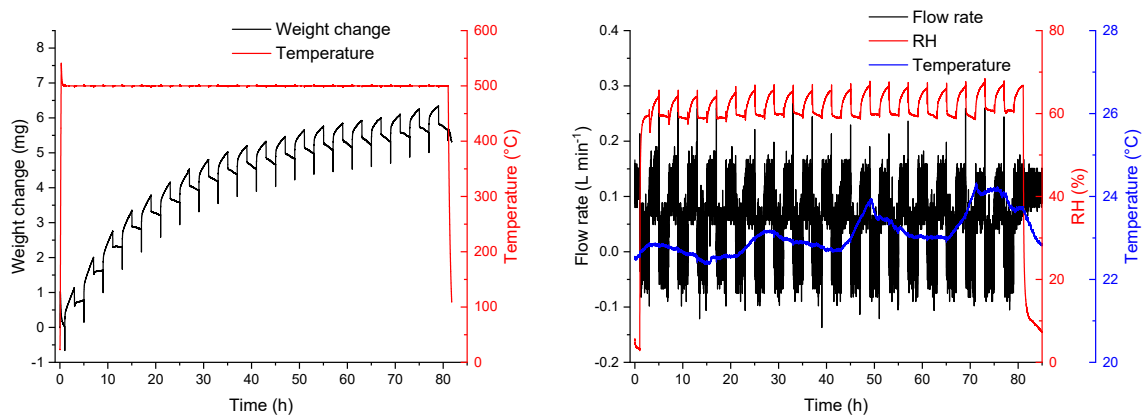 Weight change
Temperature
Weight change (mg)
8
7
6
5
4
3
2
1
0
-1
600
500
400
300
200
100
0
Temperature (°C)
0 10 20 30 40 50 60 70 80
Time (h)
Flow rate
RH
Temperature
Flow rate (L min-1)
0.4
0.3
0.2
0.1
0.0
-0.1
-0.2
80
60
40
20
0
RH (%)
28
26
24
22
20
Temperature (°C)
0 10 20 30 40 50 60 70 80
Time (h)